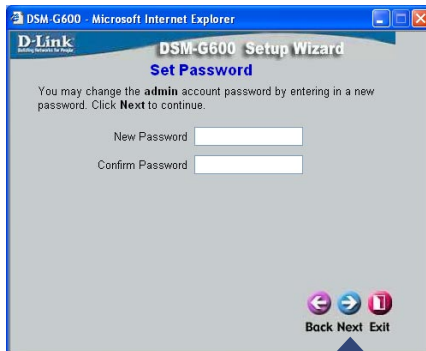 DSM-G600 - Microsoft Internet Explorer
D-Link
Building Networks for People
DSM-G600 Setup Wizard
Set Password
You may change the admin account password by entering in a new
password. Click Next to continue.
New Password
Confirm Password
Back Next Exit